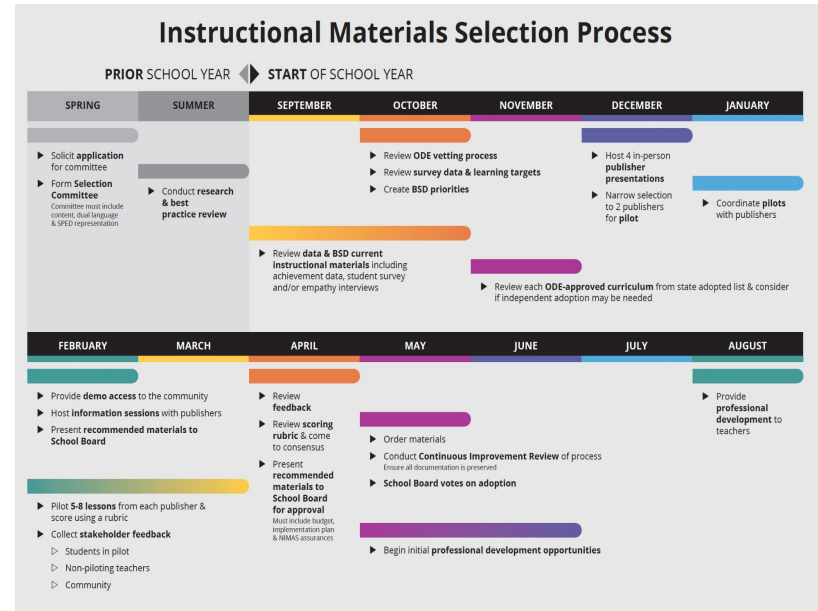 Instructional Materials Selection Process
PRIOR SCHOOL YEAR START OF SCHOOL YEAR
SPRING SUMMER SEPTEMBER OCTOBER NOVEMBER DECEMBER JANUARY
Solicit application
for committee
Form Selection
Committee
Committee must include
content, dual language
& SPED representation
Conduct research
& best
practice review
Review data & BSD current
instructional materials including
achievement data, student survey
and/or empathy interviews
Review ODE vetting process
Review survey data & learning targets
Create BSD priorities
Review each ODE-approved curriculum from state adopted list & consider
if independent adoption may be needed
Host 4 in-person
publisher
presentations
Narrow selection
to 2 publishers
for pilot
Coordinate pilots
with publishers
FEBRUARY MARCH APRIL MAY JUNE JULY AUGUST
Provide demo access to the community
Host information sessions with publishers
Present recommended materials to
School Board
Pilot 5-8 lessons from each publisher &
score using a rubric
Collect stakeholder feedback
Students in pilot
Non-piloting teachers
Community
Review
feedback
Review scoring
rubric & come
to consensus
Present
recommended
materials to
School Board
for approval
Must include budget,
implementation plan
& NIMAS assurances
Order materials
Conduct Continuous Improvement Review of process
Ensure all documentation is preserved
School Board votes on adoption
Begin initial professional development opportunities
Provide
professional
development to
teachers